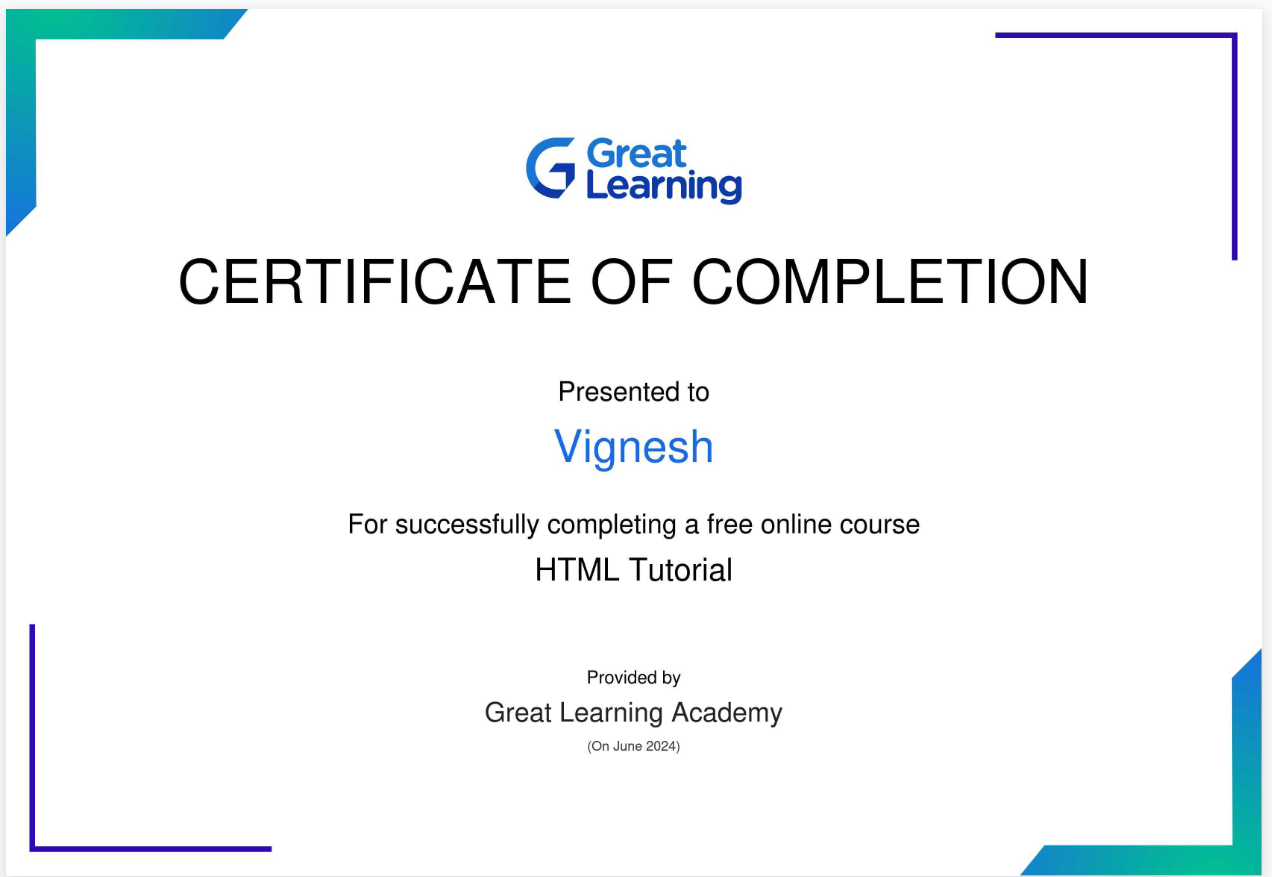 Great
Learning
CERTIFICATE OF COMPLETION
Presented to
Vignesh
For successfully completing a free online course
HTML Tutorial
Provided by
Great Learning Academy
(On June 2024)